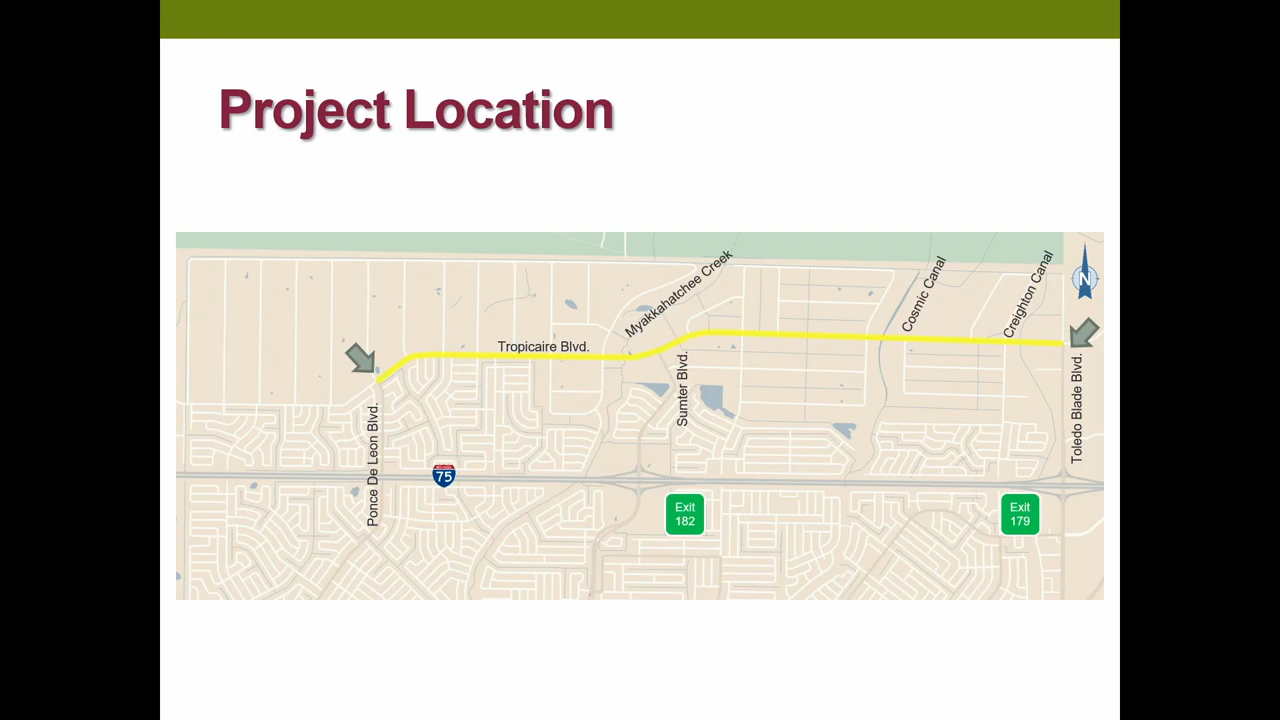 Project Location
Myakkahatchee Creek
Cosmic Canal
Creighton Canal
N
Tropicaire Blvd.
Sumter Blvd.
Toledo Blade Blvd.
Ponce De Leon Blvd.
75
Exit
182
Exit
179